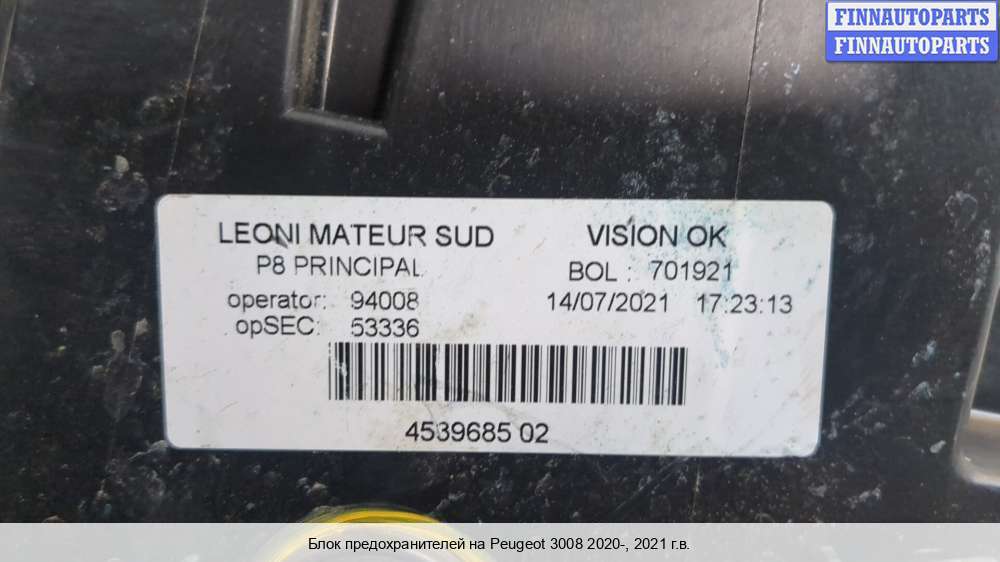 FINNAUTOPARTS
FINNAUTOPARTS
LEONI MATEUR SUD
VISION OK
P8 PRINCIPAL
BOL : 701921
operator: 94008
14/07/2021 17:23:13
opSEC: 53336
4539685 02
Блок предохранителей на Peugeot 3008 2020-, 2021 г.в.